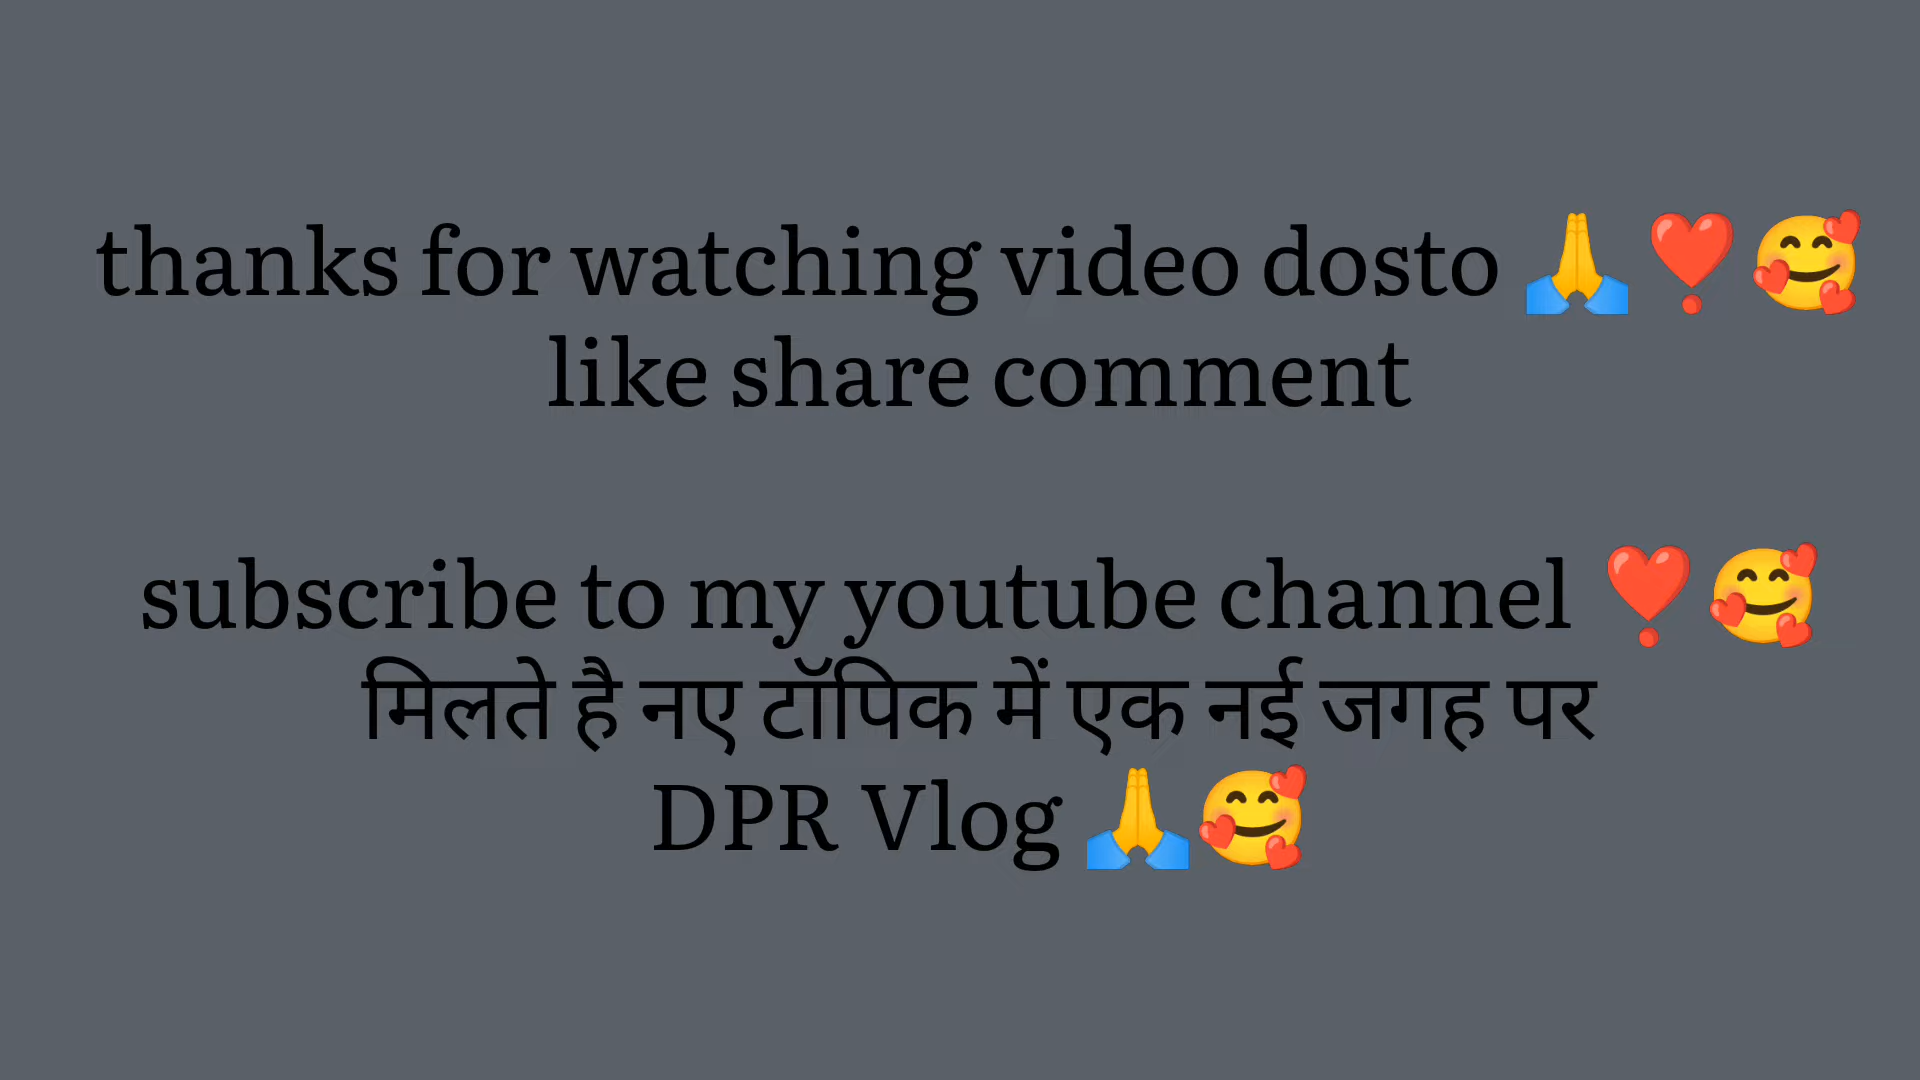 thanks for watching video dosto 🙏❣️🥰
like share comment
subscribe to my youtube channel ❣️🥰
मिलते है नए टॉपिक में एक नई जगह पर
DPR Vlog 🙏🥰